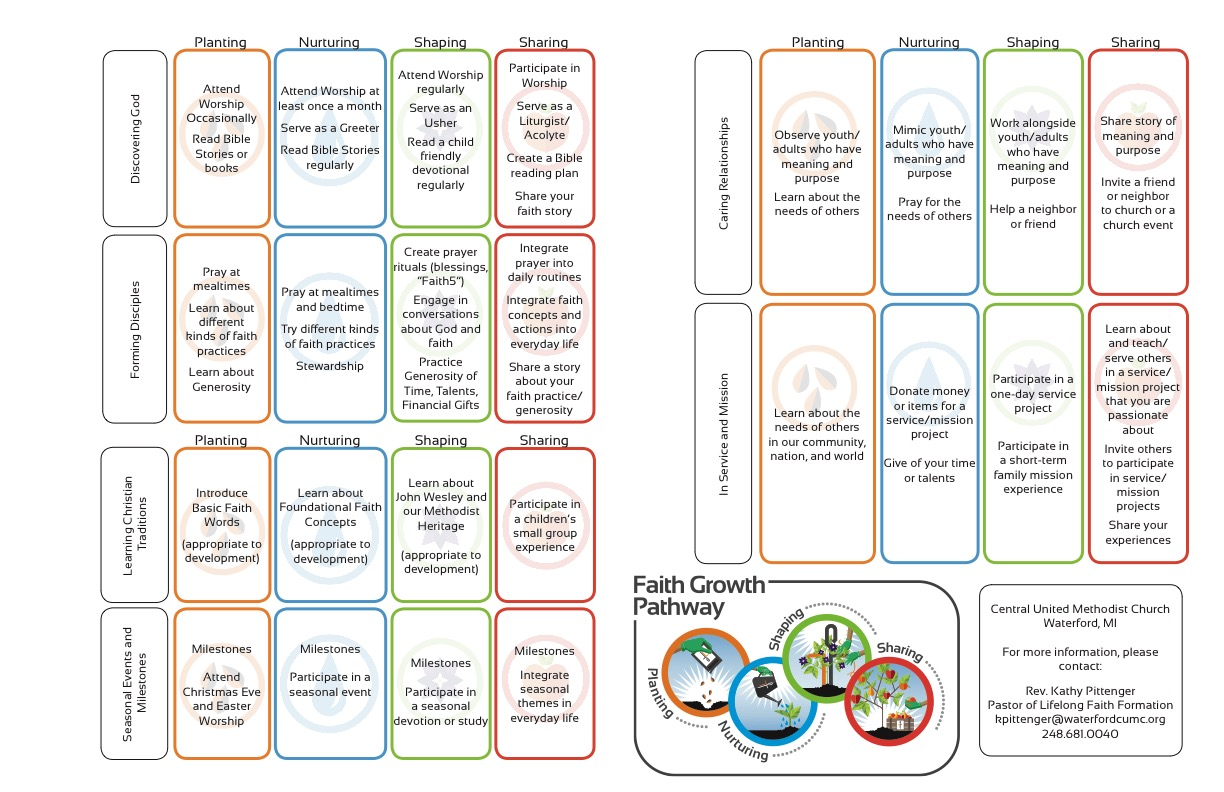 Planting
Nurturing
Shaping
Sharing
Discovering God
Attend
Worship
Occasionally
Read Bible
Stories or
books
Attend Worship at
least once a month
Serve as a Greeter
Read Bible Stories
regularly
Attend Worship
regularly
Serve as an
Usher
Read a child
friendly
devotional
regularly
Participate in
Worship
Serve as a
Liturgist/
Acolyte
Create a Bible
reading plan
Share your
faith story
Forming Disciples
Pray at
mealtimes
Learn about
different
kinds of faith
practices
Learn about
Generosity
Pray at mealtimes
and bedtime
Try different kinds
of faith practices
Stewardship
Create prayer
rituals (blessings,
"Faith5")
Engage in
conversations
about God and
faith
Practice
Generosity of
Time, Talents,
Financial Gifts
Integrate
prayer into
daily routines
Integrate faith
concepts and
actions into
everyday life
Share a story
about your
faith practice/
generosity
Planting
Nurturing
Shaping
Sharing
Learning Christian
Traditions
Introduce
Basic Faith
Words
(appropriate to
development)
Learn about
Foundational Faith
Concepts
(appropriate to
development)
Learn about
John Wesley and
our Methodist
Heritage
(appropriate to
development)
Participate in
a children's
small group
experience
Seasonal Events and
Milestones
Milestones
Attend
Christmas Eve
and Easter
Worship
Milestones
Participate in a
seasonal event
Milestones
Participate in
a seasonal
devotion or study
Milestones
Integrate
seasonal
themes in
everyday life
Planting
Nurturing
Shaping
Sharing
Caring Relationships
Observe youth/
adults who have
meaning and
purpose
Learn about the
needs of others
Mimic youth/
adults who have
meaning and
purpose
Pray for the
needs of others
Work alongside
youth/adults
who have
meaning and
purpose
Help a neighbor
or friend
Share story of
meaning and
purpose
Invite a friend
or neighbor
to church or a
church event
In Service and Mission
Learn about the
needs of others
in our community,
nation, and world
Donate money
or items for a
service/mission
project
Give of your time
or talents
Participate in a
one-day service
project
Participate in
a short-term
family mission
experience
Learn about
and teach/
serve others
in a service/
mission project
that you are
passionate
about
Invite others
to participate
in service/
mission
projects
Share your
experiences
Faith Growth
Pathway
Planting
Nurturing
Shaping
Sharing
Central United Methodist Church
Waterford, MI
For more information, please
contact:
Rev. Kathy Pittenger
Pastor of Lifelong Faith Formation
kpittenger@waterfordcumc.org
248.681.0040